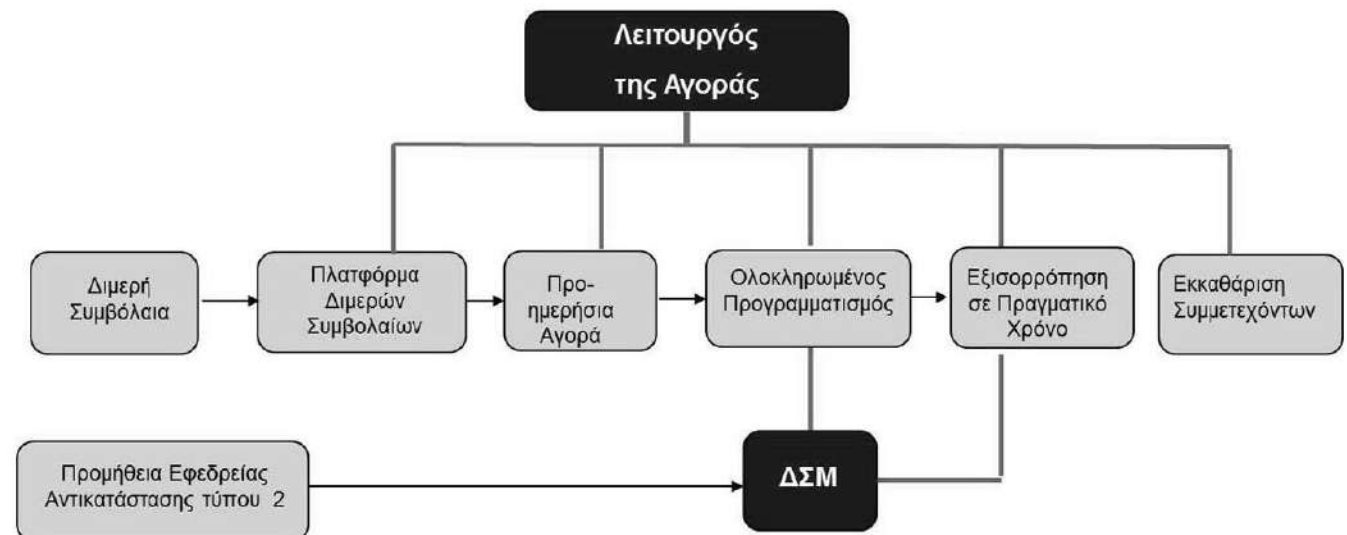 Λειτουργός
της Αγοράς
Διμερή
Συμβόλαια
Πλατφόρμα
Διμερών
Συμβολαίων
Προ-
ημερήσια
Αγορά
Ολοκληρωμένος
Προγραμματισμός
Εξισορρόπηση
σε Πραγματικό
Χρόνο
Εκκαθάριση
Συμμετεχόντων
Προμήθεια Εφεδρείας
Αντικατάστασης τύπου 2
ΔΣΜ